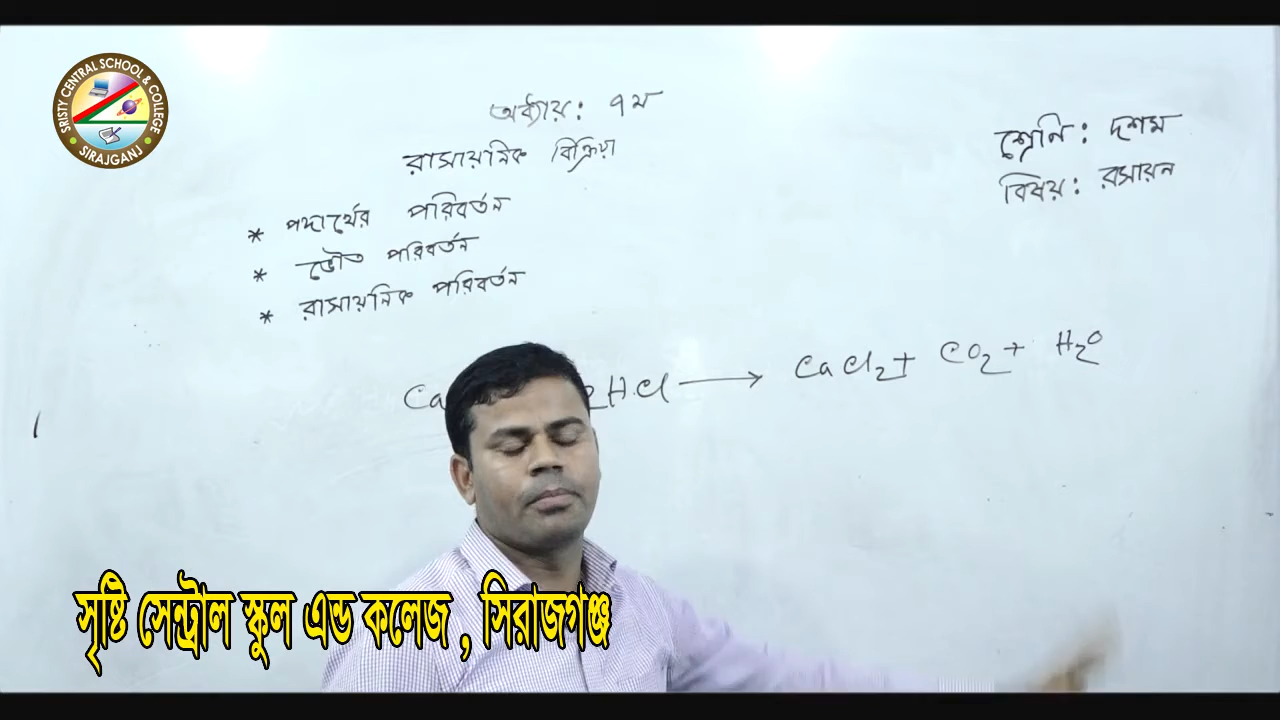 SRISTY CENTRAL SCHOOL & COLLEGE
SIRAJGANJ
অধ্যায়: ৭ম
রাসায়নিক বিক্রিয়া
শ্রেনি: দশম
বিষয়: রসায়ন
* পদার্থের পরিবর্তন
* ভৌত পরিবর্তন
* রাসায়নিক পরিবর্তন
Ca 2HCl → CaCl2 + CO2 + H2O
সৃষ্টি সেন্ট্রাল স্কুল এন্ড কলেজ , সিরাজগঞ্জ